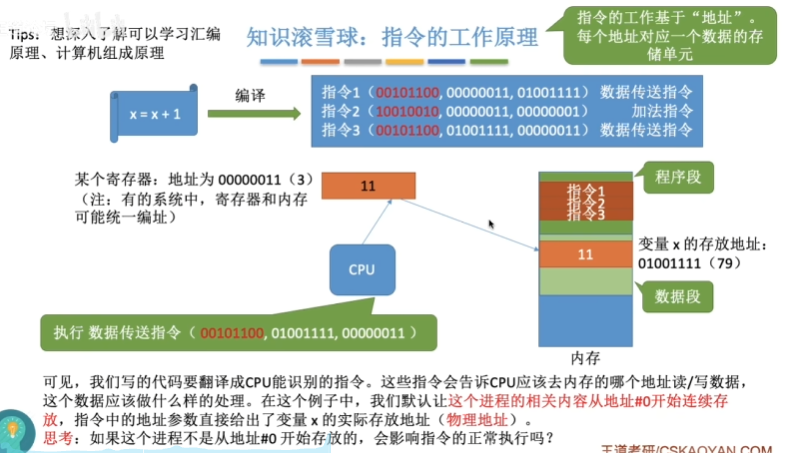 Tips：想深入了解可以学习汇编
原理、计算机组成原理
知识滚雪球：指令的工作原理
指令的工作基于“地址”。
每个地址对应一个数据的存
储单元
x = x + 1
编译
指令1（00101100, 00000011, 01001111） 数据传送指令
指令2（10010010, 00000011, 00000001） 加法指令
指令3（00101100, 01001111, 00000011） 数据传送指令
某个寄存器：地址为 00000011（3）
（注：有的系统中，寄存器和内存
可能统一编址）
11
CPU
执行 数据传送指令（ 00101100, 01001111, 00000011 ）
程序段
指令1
指令2
指令3
11
变量 x 的存放地址：
01001111（79）
数据段
内存
可见，我们写的代码要翻译成CPU能识别的指令。这些指令会告诉CPU应该去内存的哪个地址读/写数据，
这个数据应该做什么样的处理。在这个例子中，我们默认让这个进程的相关内容从地址#0开始连续存
放，指令中的地址参数直接给出了变量 x 的实际存放地址（物理地址）。
思考：如果这个进程不是从地址#0 开始存放的，会影响指令的正常执行吗？
王道考研/CSKAOYAN.COM